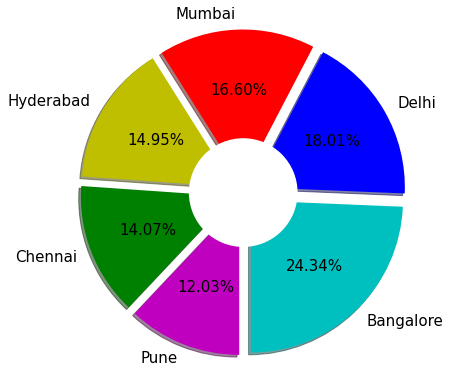 Mumbai
16.60%
Hyderabad
14.95%
Delhi
18.01%
Chennai
14.07%
Pune
12.03%
Bangalore
24.34%